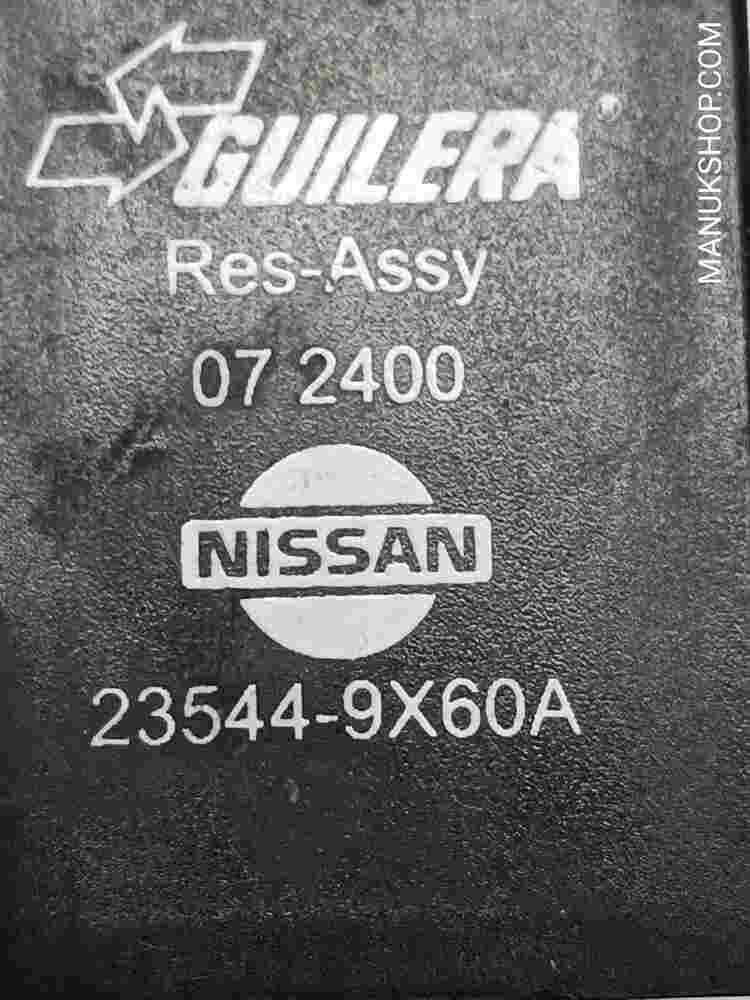 GUILERA®
Res-Assy
07 2400
NISSAN
23544-9X60A
MANUKSHOP.COM